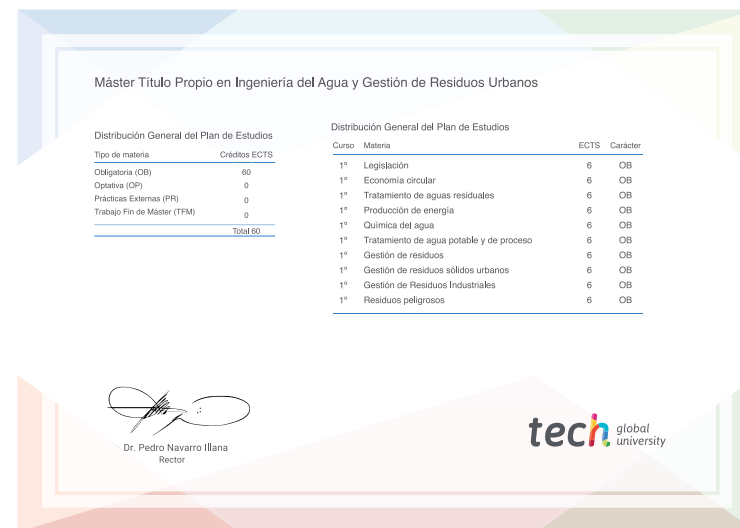 Máster Título Propio en Ingeniería del Agua y Gestión de Residuos Urbanos
Distribución General del Plan de Estudios
Tipo de materia Créditos ECTS
Obligatoria (OB) 60
Optativa (OP) 0
Prácticas Externas (PR) 0
Trabajo Fin de Máster (TFM) 0
Total 60
Distribución General del Plan de Estudios
Curso Materia ECTS Carácter
1º Legislación 6 OB
1º Economía circular 6 OB
1º Tratamiento de aguas residuales 6 OB
1º Producción de energía 6 OB
1º Química del agua 6 OB
1º Tratamiento de agua potable y de proceso 6 OB
1º Gestión de residuos 6 OB
1º Gestión de residuos sólidos urbanos 6 OB
1º Gestión de Residuos Industriales 6 OB
1º Residuos peligrosos 6 OB
Dr. Pedro Navarro Illana
Rector
tech global
university